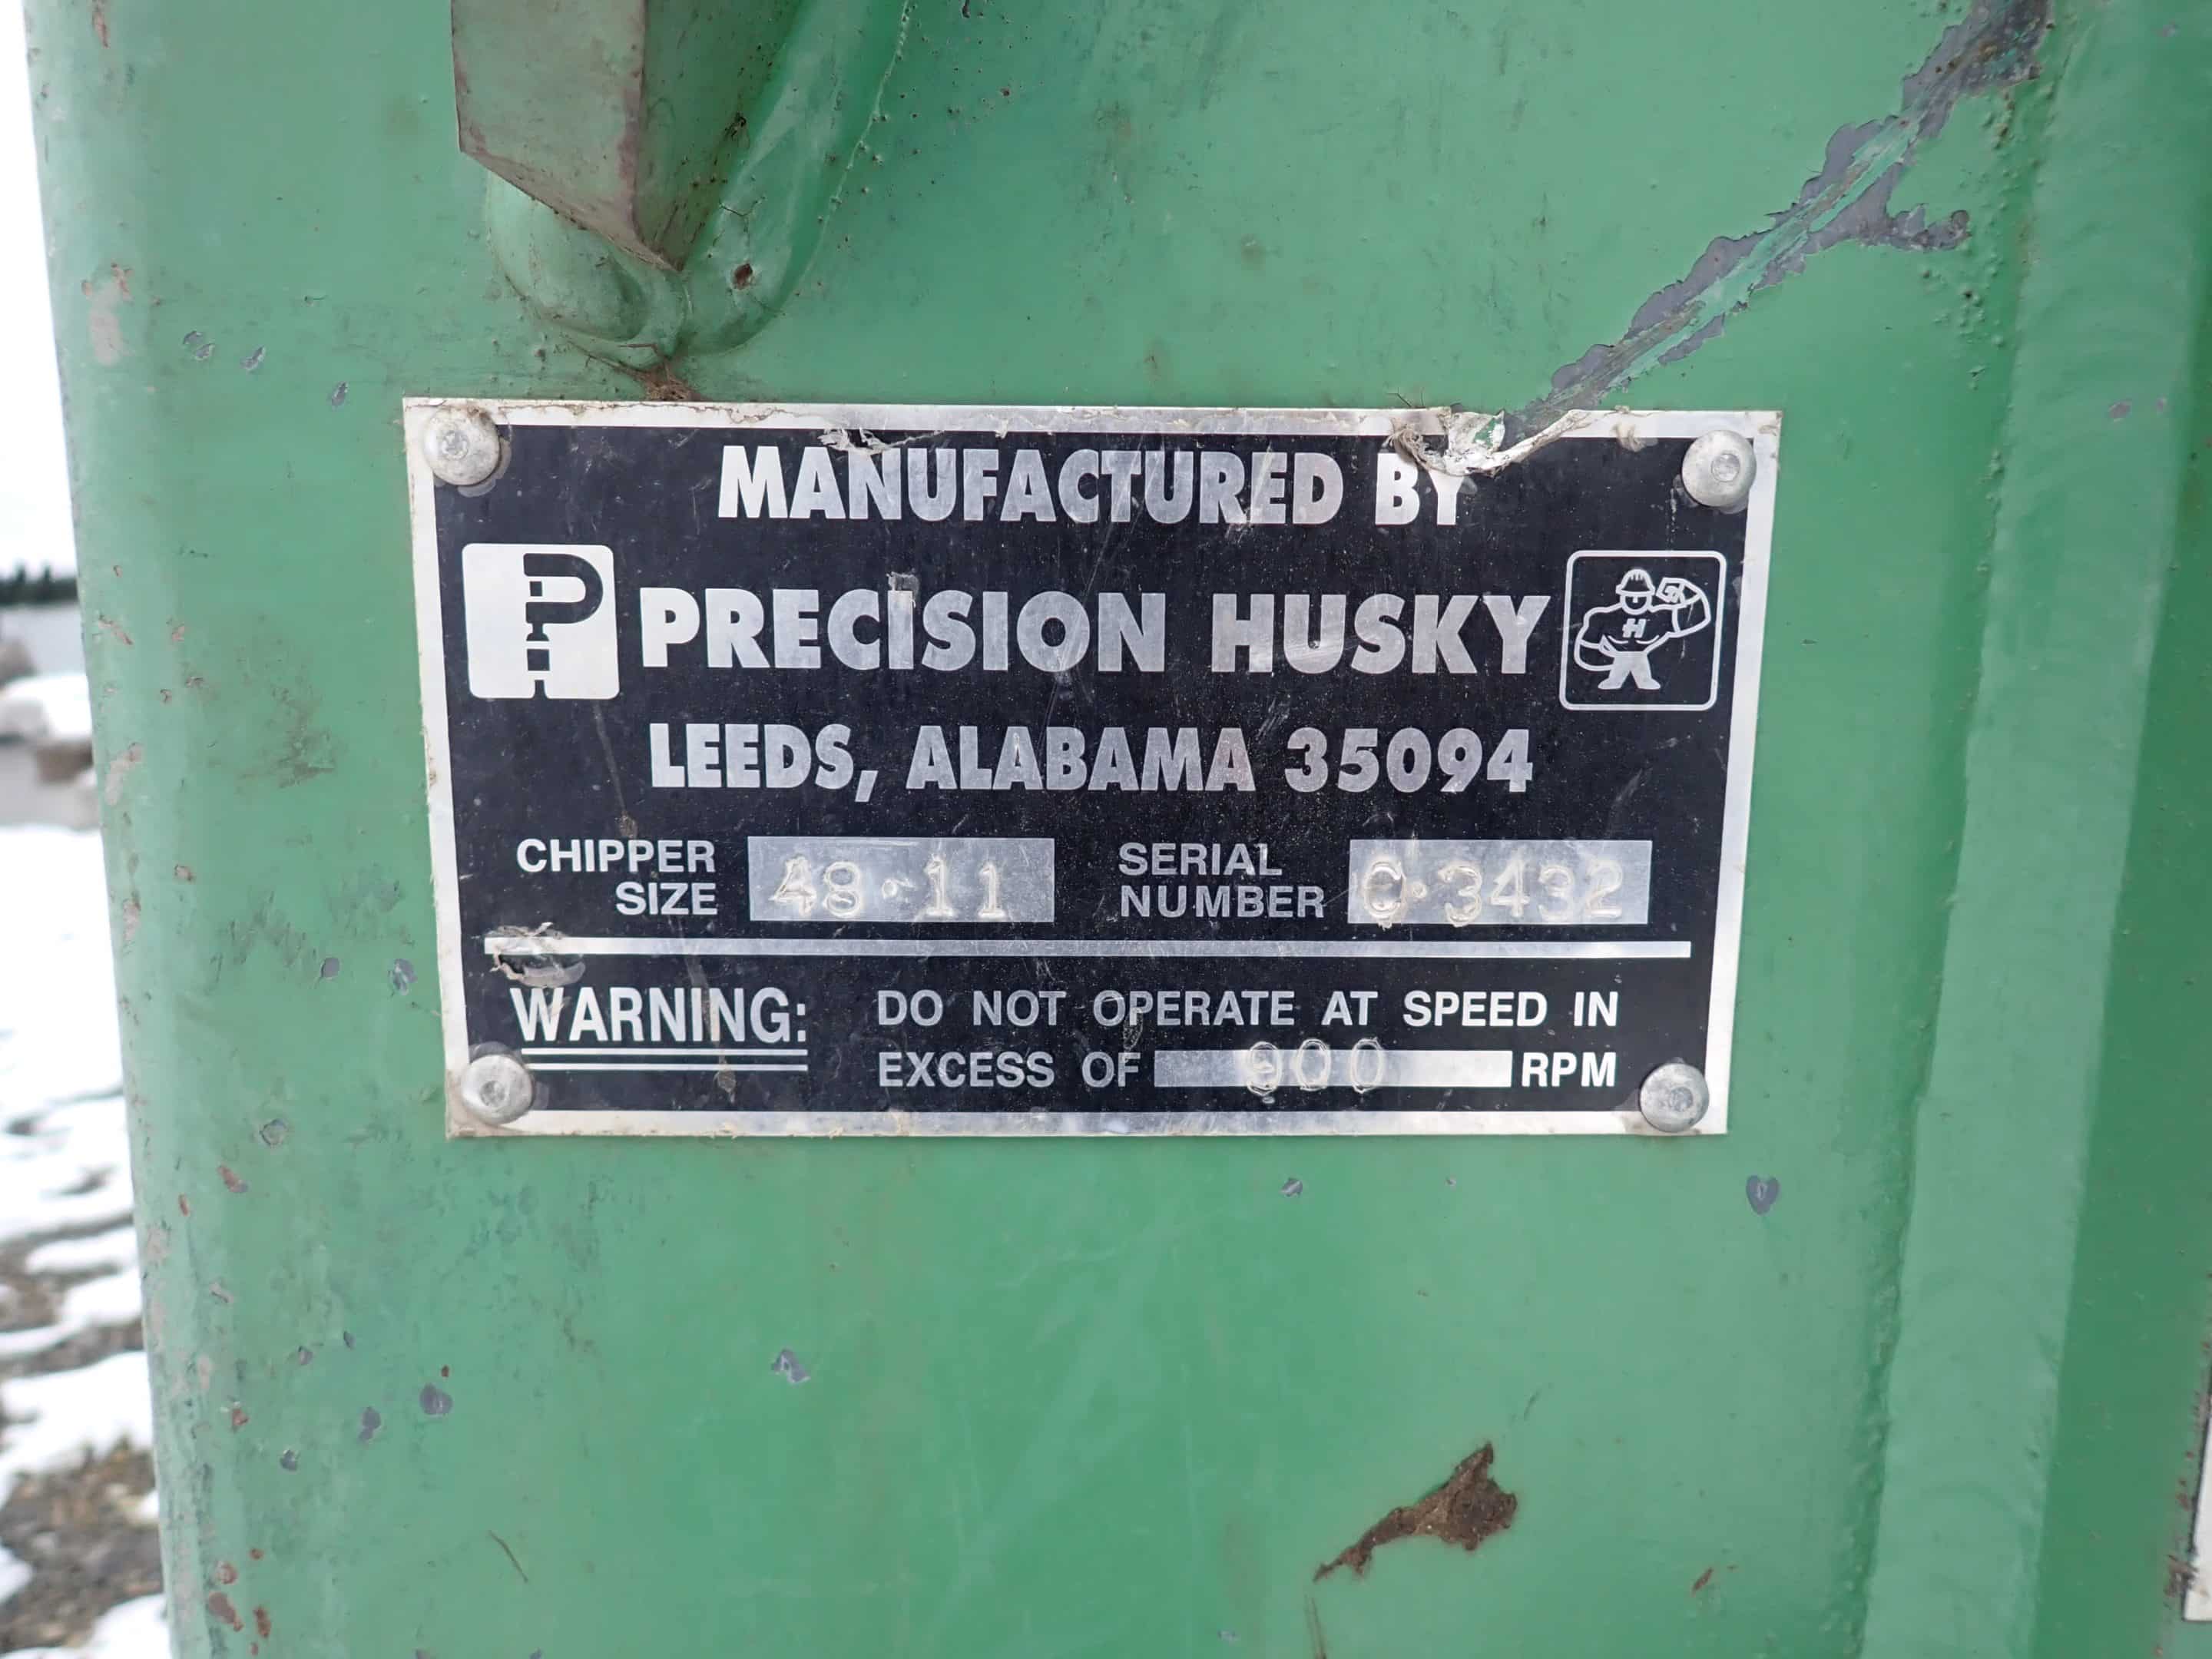 MANUFACTURED BY
PH PRECISION HUSKY H
LEEDS, ALABAMA 35094
CHIPPER SIZE 48-11 SERIAL NUMBER C-3432
WARNING: DO NOT OPERATE AT SPEED IN
EXCESS OF 900 RPM